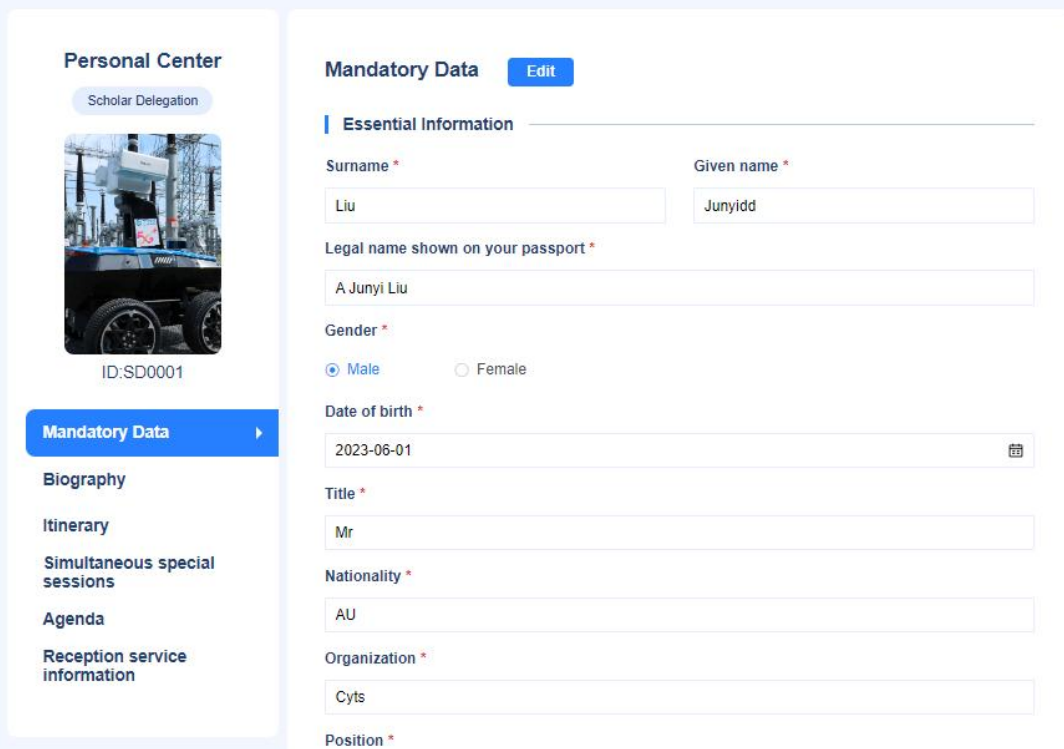 Personal Center
Scholar Delegation
5G
ID:SD0001
Mandatory Data
Biography
Itinerary
Simultaneous special
sessions
Agenda
Reception service
information
Mandatory Data
Edit
Essential Information
Surname *
Given name *
Liu
Junyidd
Legal name shown on your passport *
A Junyi Liu
Gender *
Male
Female
Date of birth *
2023-06-01
Title *
Mr
Nationality *
AU
Organization *
Cyts
Position *